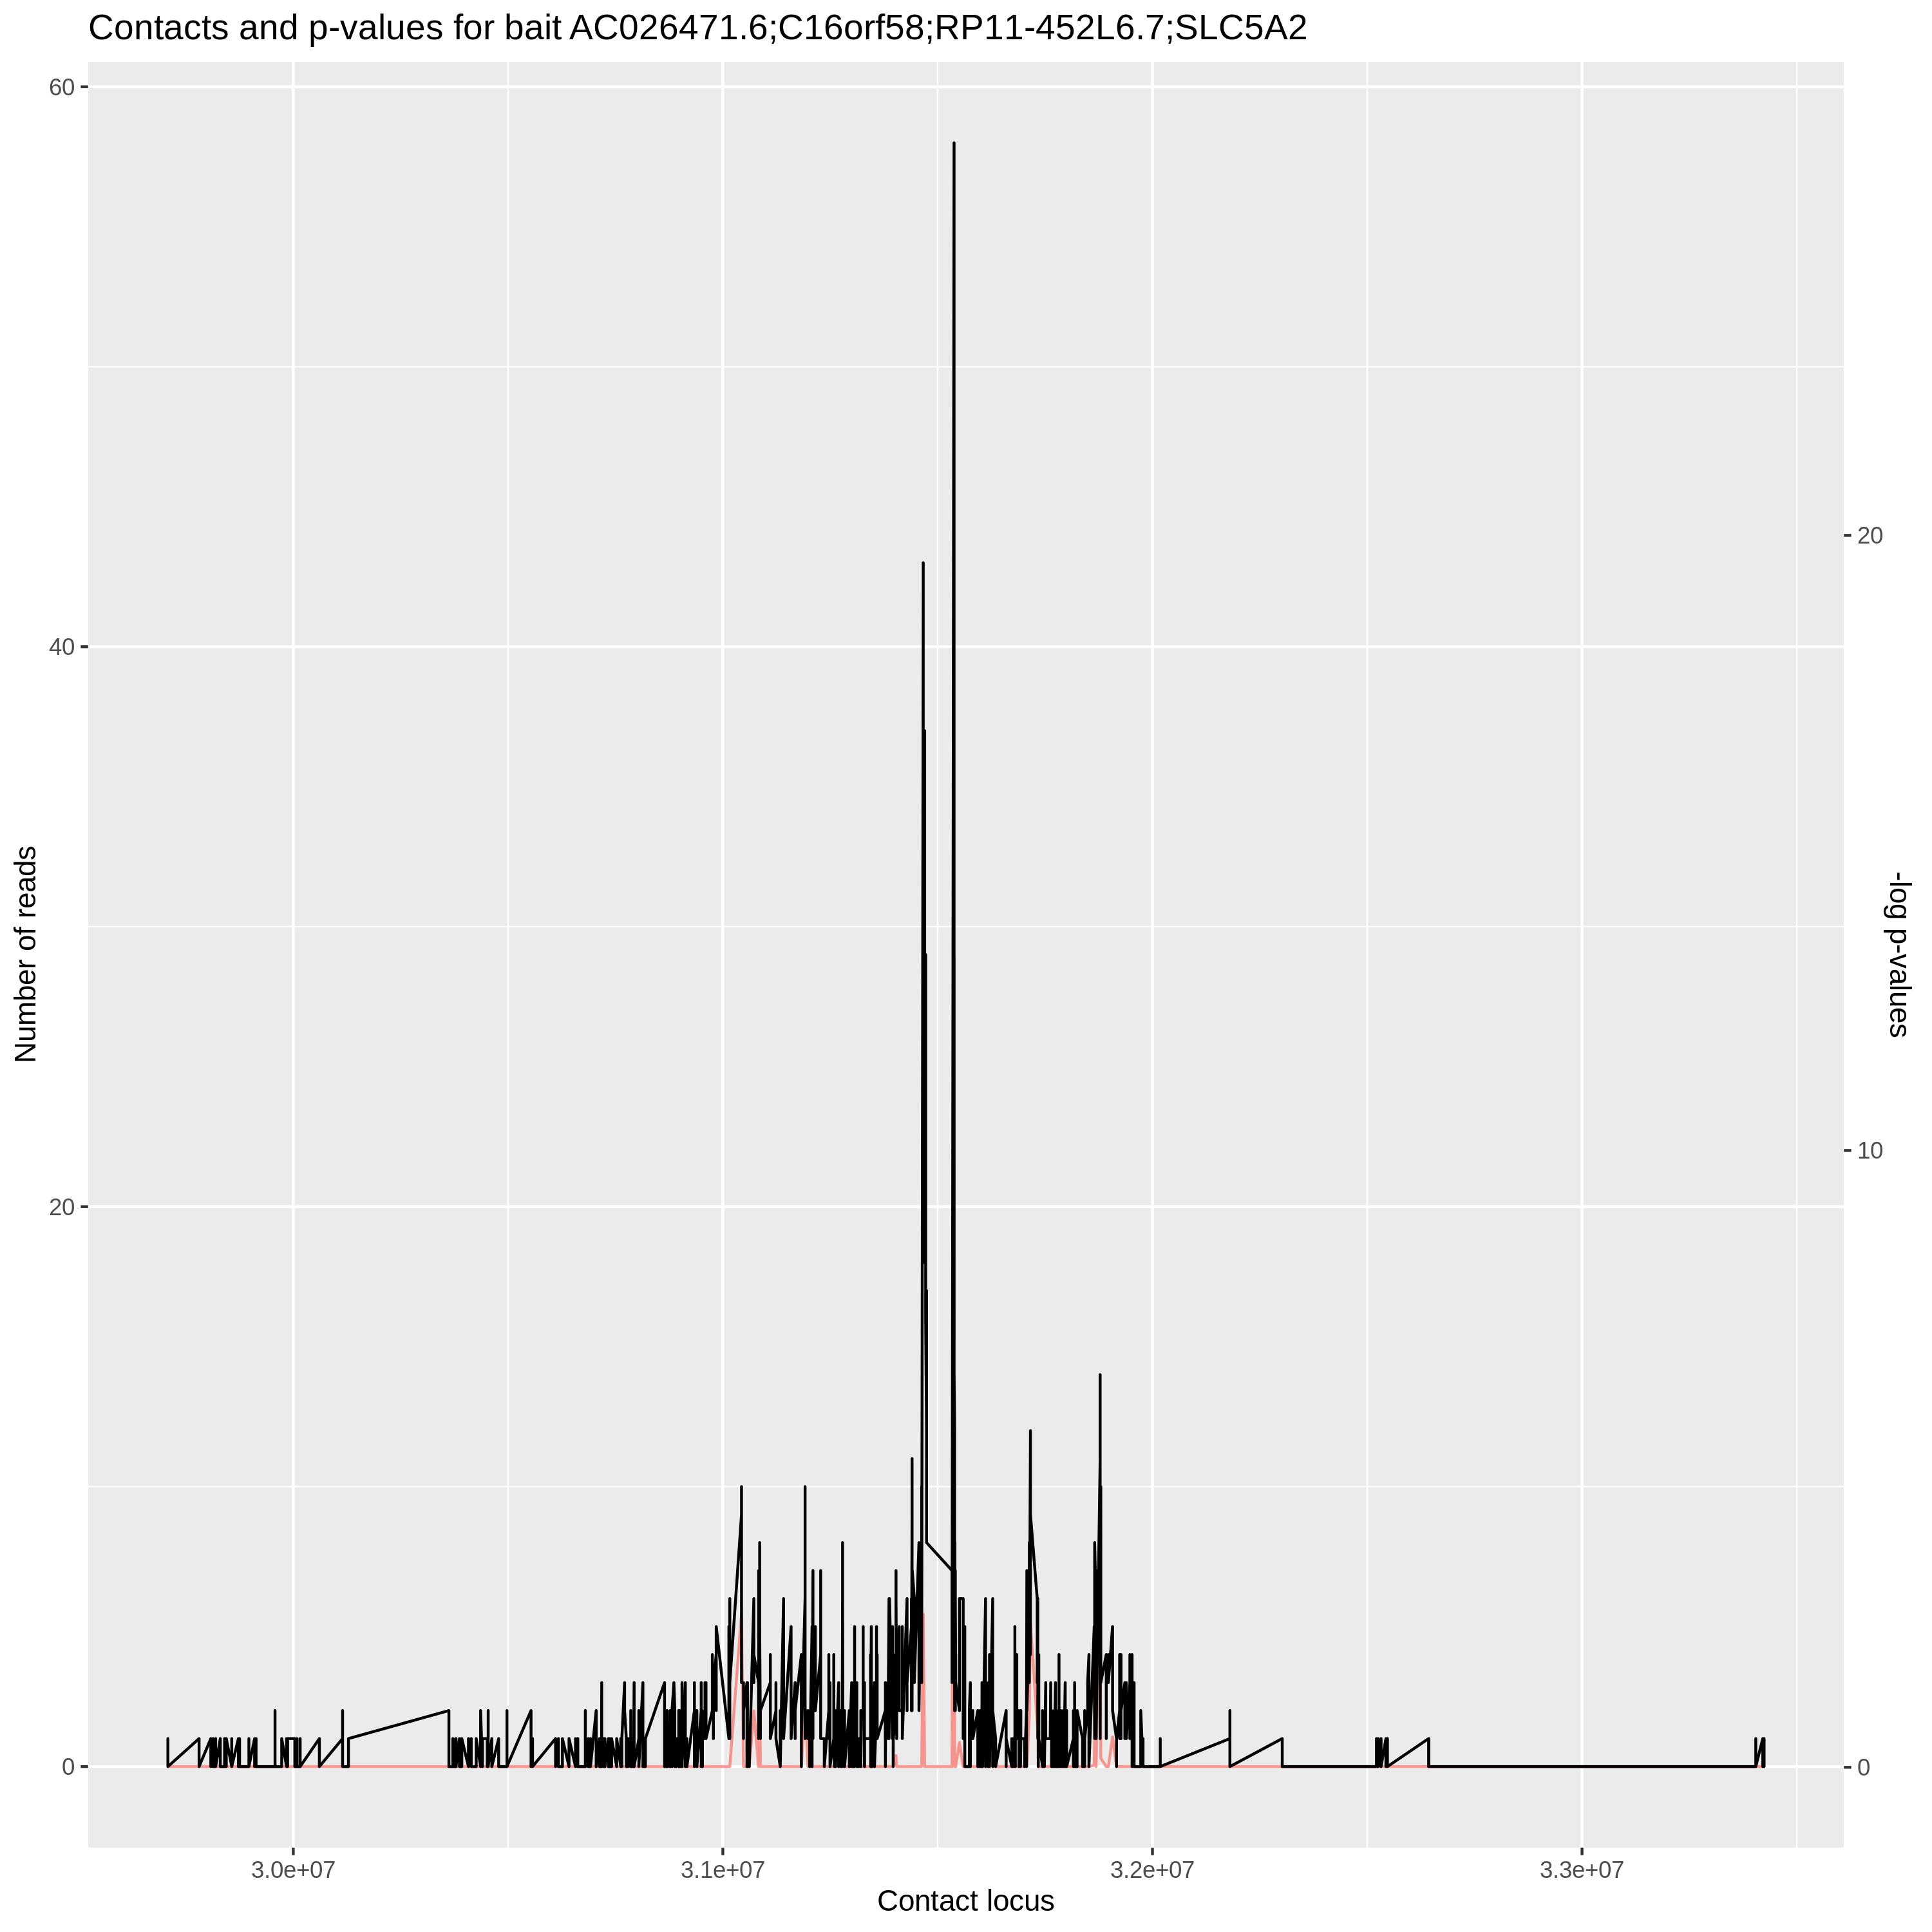 Contacts and p-values for bait AC026471.6;C16orf58;RP11-452L6.7;SLC5A2
60
40
20
0
Number of reads
20
10
0
-log p-values
3.0e+07
3.1e+07
3.2e+07
3.3e+07
Contact locus